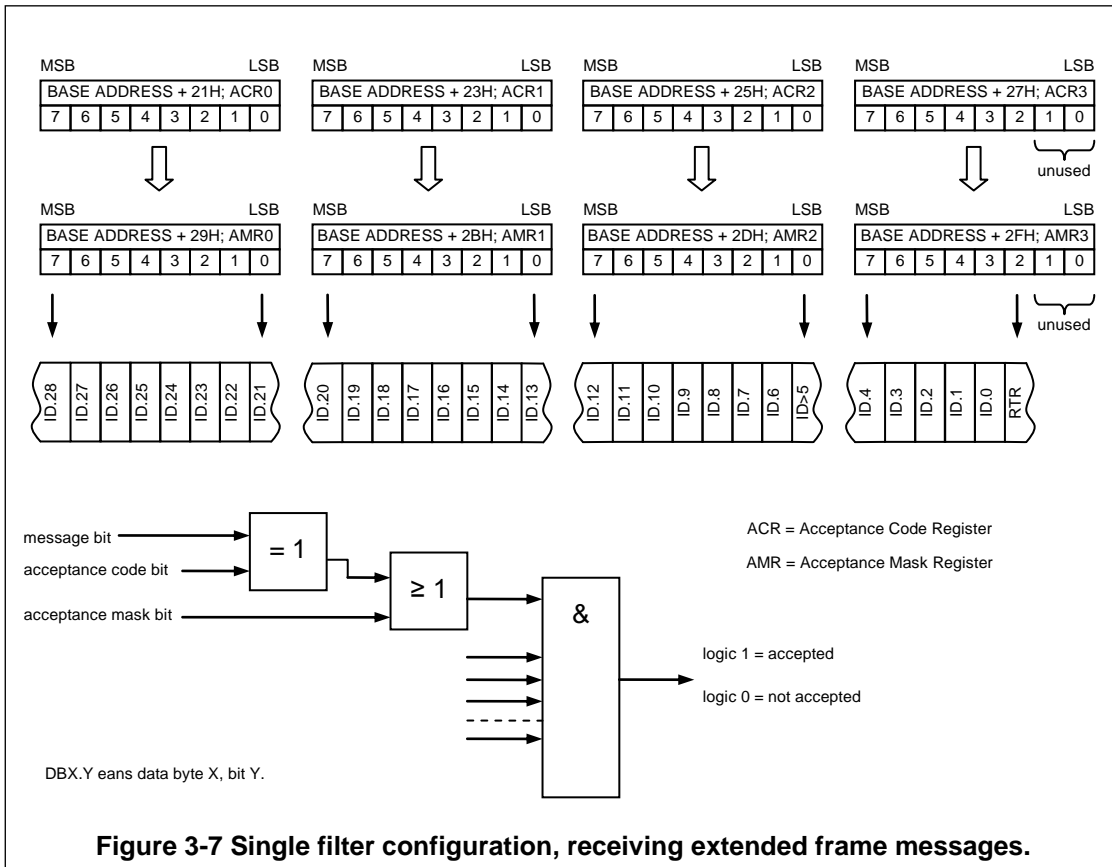 MSB LSB MSB LSB MSB LSB MSB LSB
BASE ADDRESS + 21H; ACR0 BASE ADDRESS + 23H; ACR1 BASE ADDRESS + 25H; ACR2 BASE ADDRESS + 27H; ACR3
7 6 5 4 3 2 1 0 7 6 5 4 3 2 1 0 7 6 5 4 3 2 1 0 7 6 5 4 3 2 1 0
unused
MSB LSB MSB LSB MSB LSB MSB LSB
BASE ADDRESS + 29H; AMR0 BASE ADDRESS + 2BH; AMR1 BASE ADDRESS + 2DH; AMR2 BASE ADDRESS + 2FH; AMR3
7 6 5 4 3 2 1 0 7 6 5 4 3 2 1 0 7 6 5 4 3 2 1 0 7 6 5 4 3 2 1 0
unused
ID.28 ID.27 ID.26 ID.25 ID.24 ID.23 ID.22 ID.21 ID.20 ID.19 ID.18 ID.17 ID.16 ID.15 ID.14 ID.13 ID.12 ID.11 ID.10 ID.9 ID.8 ID.7 ID.6 ID>5 ID.4 ID.3 ID.2 ID.1 ID.0 RTR
message bit
acceptance code bit
acceptance mask bit
= 1
≥ 1
&
ACR = Acceptance Code Register
AMR = Acceptance Mask Register
logic 1 = accepted
logic 0 = not accepted
DBX.Y eans data byte X, bit Y.
Figure 3-7 Single filter configuration, receiving extended frame messages.